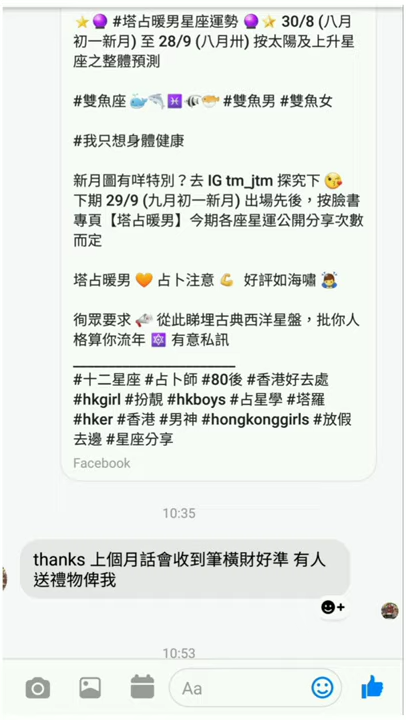 ⭐🔮 #塔占暖男星座運勢 🔮⭐ 30/8 (八月
初一新月) 至 28/9 (八月卅) 按太陽及上升星
座之整體預測
#雙魚座 🐳🐬♓🐠🐡 #雙魚男 #雙魚女
#我只想身體健康
新月圖有咩特別？去 IG tm_jtm 探究下 😘
下期 29/9 (九月初一新月) 出場先後，按臉書
專頁【塔占暖男】今期各座星運公開分享次數
而定
塔占暖男 🧡 占卜注意 💪 好評如海嘯 🙇
徇眾要求 📣 從此睇埋古典西洋星盤，批你人
格算你流年 🔯 有意私訊
____________________
#十二星座 #占卜師 #80後 #香港好去處
#hkgirl #扮靚 #hkboys #占星學 #塔羅
#hker #香港 #男神 #hongkonggirls #放假
去邊 #星座分享
Facebook
10:35
thanks 上個月話會收到筆橫財好準 有人
送禮物俾我
10:53
Aa